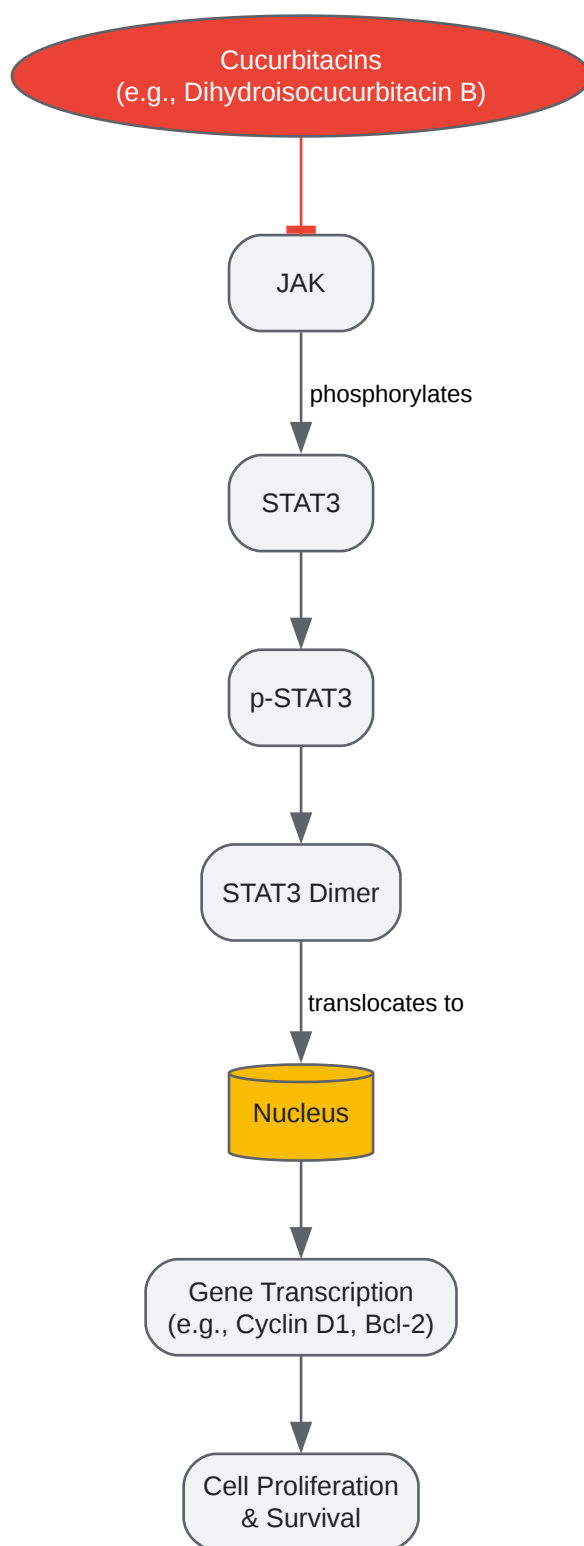 Cucurbitacins
(e.g., Dihydroisocucurbitacin B)
JAK
phosphorylates
STAT3
p-STAT3
STAT3 Dimer
translocates to
Nucleus
Gene Transcription
(e.g., Cyclin D1, Bcl-2)
Cell Proliferation
& Survival